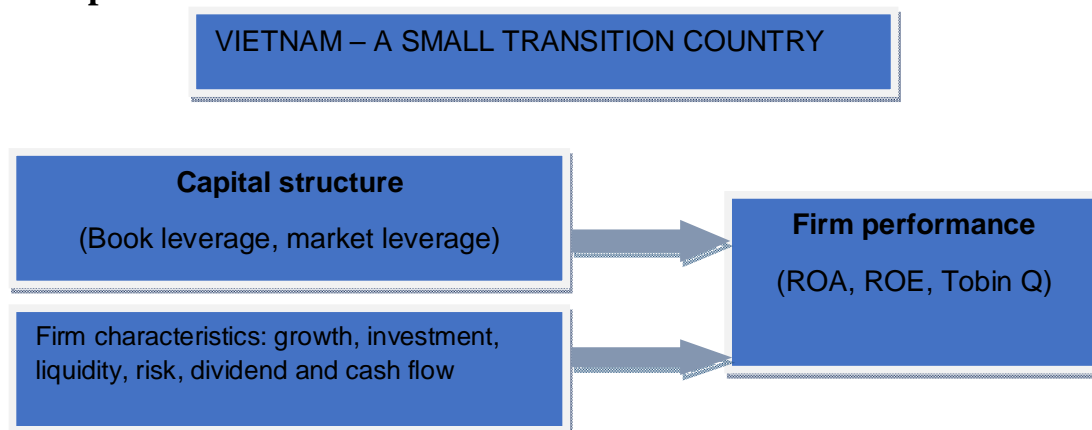 VIETNAM – A SMALL TRANSITION COUNTRY
Capital structure
(Book leverage, market leverage)
Firm performance
(ROA, ROE, Tobin Q)
Firm characteristics: growth, investment,
liquidity, risk, dividend and cash flow